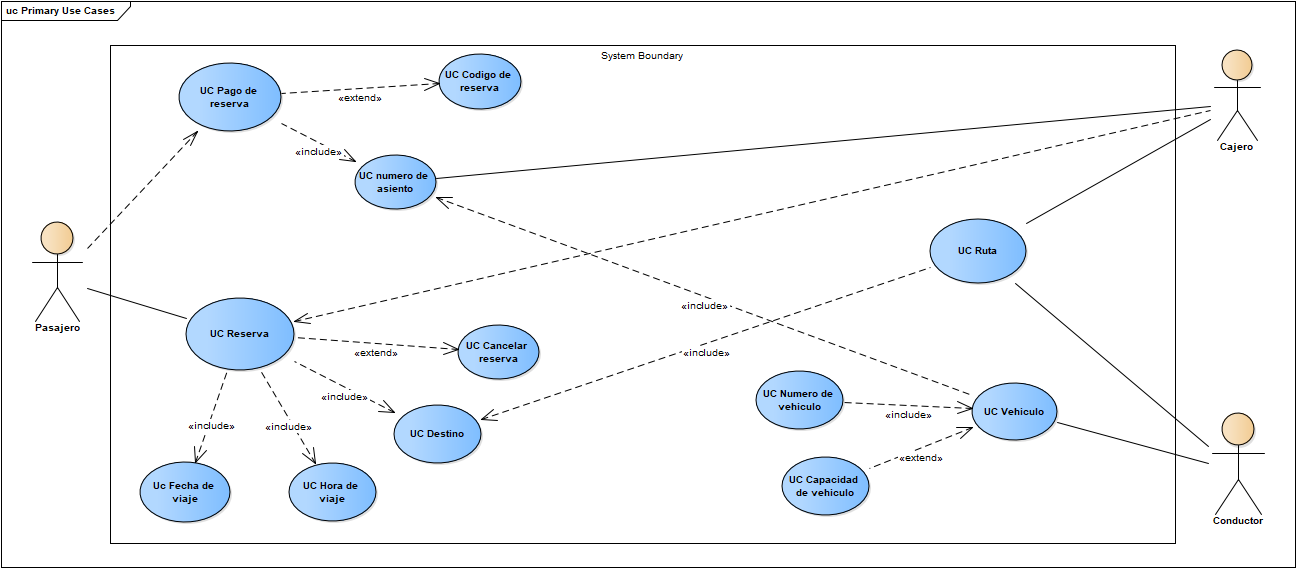 uc Primary Use Cases
System Boundary
UC Pago de
reserva
UC Codigo de
reserva
«extend»
«include»
UC numero de
asiento
Cajero
UC Ruta
Pasajero
UC Reserva
«include»
«extend»
UC Cancelar
reserva
«include»
«include»
UC Numero de
vehiculo
UC Vehiculo
«include»
«include»
«include»
UC Destino
«extend»
Uc Fecha de
viaje
UC Hora de
viaje
UC Capacidad
de vehiculo
Conductor